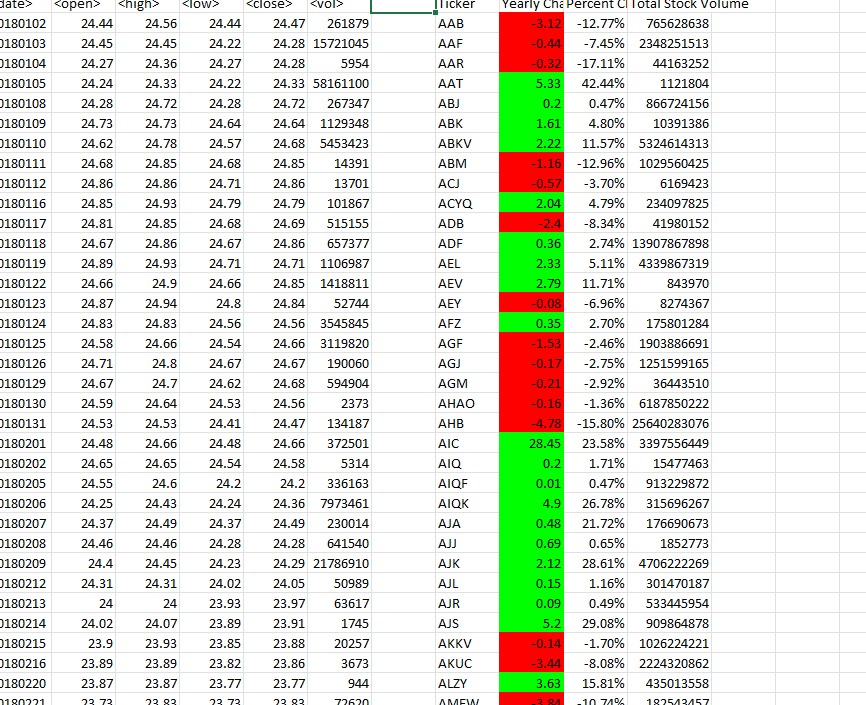 date> <open> <high> <low> <close> <vol> Ticker Yearly Cha Percent Cl Total Stock Volume
0180102 24.44 24.56 24.44 24.47 261879 AAB -3.12 -12.77% 765628638
0180103 24.45 24.45 24.22 24.28 15721045 AAF -0.44 -7.45% 2348251513
0180104 24.27 24.36 24.27 24.28 5954 AAR -0.32 -17.11% 44163252
0180105 24.24 24.33 24.22 24.33 58161100 AAT 5.33 42.44% 1121804
0180108 24.28 24.72 24.28 24.72 267347 ABJ 0.2 0.47% 866724156
0180109 24.73 24.73 24.64 24.64 1129348 ABK 1.61 4.80% 10391386
0180110 24.62 24.78 24.57 24.68 5453423 ABKV 2.22 11.57% 5324614313
0180111 24.68 24.85 24.68 24.85 14391 ABM -1.16 -12.96% 1029560425
0180112 24.86 24.86 24.71 24.86 13701 ACJ -0.57 -3.70% 6169423
0180116 24.85 24.93 24.79 24.79 101867 ACYQ 2.04 4.79% 234097825
0180117 24.81 24.85 24.68 24.69 515155 ADB -2.4 -8.34% 41980152
0180118 24.67 24.86 24.67 24.86 657377 ADF 0.36 2.74% 13907867898
0180119 24.89 24.93 24.71 24.71 1106987 AEL 2.33 5.11% 4339867319
0180122 24.66 24.9 24.66 24.85 1418811 AEV 2.79 11.71% 843970
0180123 24.87 24.94 24.8 24.84 52744 AEY -0.08 -6.96% 8274367
0180124 24.83 24.83 24.56 24.56 3545845 AFZ 0.35 2.70% 175801284
0180125 24.58 24.66 24.54 24.66 3119820 AGF -1.53 -2.46% 1903886691
0180126 24.71 24.8 24.67 24.67 190060 AGJ -0.17 -2.75% 1251599165
0180129 24.67 24.7 24.62 24.68 594904 AGM -0.21 -2.92% 36443510
0180130 24.59 24.64 24.53 24.56 2373 AHAO -0.16 -1.36% 6187850222
0180131 24.53 24.53 24.41 24.47 134187 AHB -4.78 -15.80% 25640283076
0180201 24.48 24.66 24.48 24.66 372501 AIC 28.45 23.58% 3397556449
0180202 24.65 24.65 24.54 24.58 5314 AIQ 0.2 1.71% 15477463
0180205 24.55 24.6 24.2 24.2 336163 AIQF 0.01 0.47% 913229872
0180206 24.25 24.43 24.24 24.36 7973461 AIQK 4.9 26.78% 315696267
0180207 24.37 24.49 24.37 24.49 230014 AJA 0.48 21.72% 176690673
0180208 24.46 24.46 24.28 24.28 641540 AJJ 0.69 0.65% 1852773
0180209 24.4 24.45 24.23 24.29 21786910 AJK 2.12 28.61% 4706222269
0180212 24.31 24.31 24.02 24.05 50989 AJL 0.15 1.16% 301470187
0180213 24 24 23.93 23.97 63617 AJR 0.09 0.49% 533445954
0180214 24.02 24.07 23.89 23.91 1745 AJS 5.2 29.08% 909864878
0180215 23.9 23.93 23.85 23.88 20257 AKKV -0.14 -1.70% 1026224221
0180216 23.89 23.89 23.82 23.86 3673 AKUC -3.44 -8.08% 2224320862
0180220 23.87 23.87 23.77 23.77 944 ALZY 3.63 15.81% 435013558
0180221 23.73 23.83 23.73 23.83 72620 AMEW -3.84 -10.74% 182543457